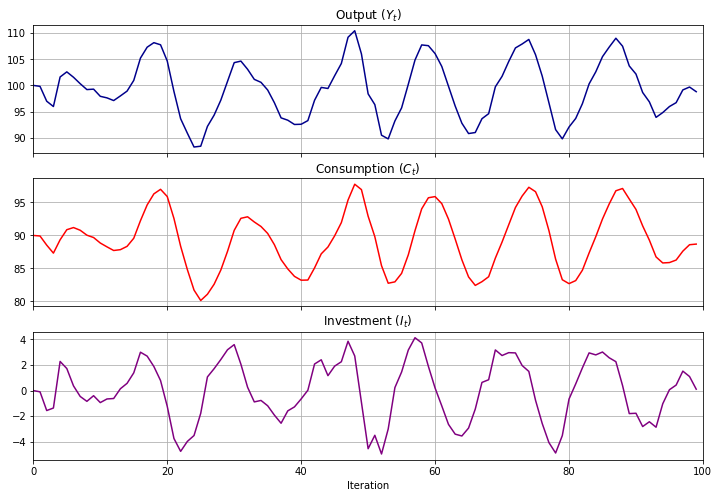 Output (Y_t)
110
105
100
95
90
Consumption (C_t)
95
90
85
80
Investment (I_t)
4
2
0
−2
−4
0 20 40 60 80 100
Iteration